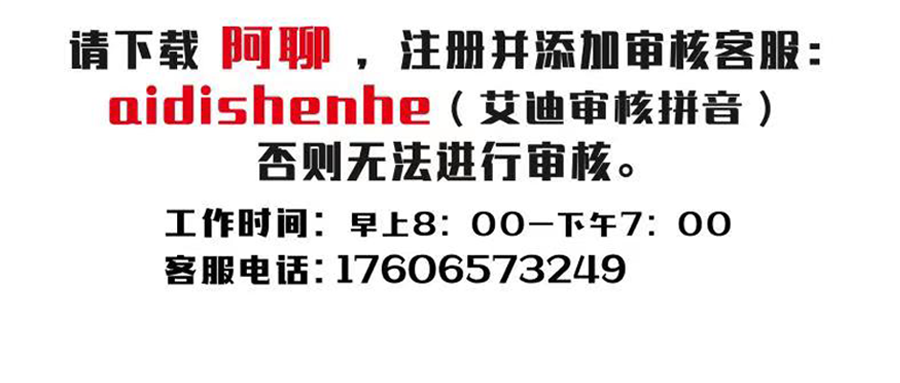 请下载 阿聊 ，注册并添加审核客服：
aidishenhe（艾迪审核拼音）
否则无法进行审核。
工作时间：早上8：00—下午7：00
客服电话：17606573249